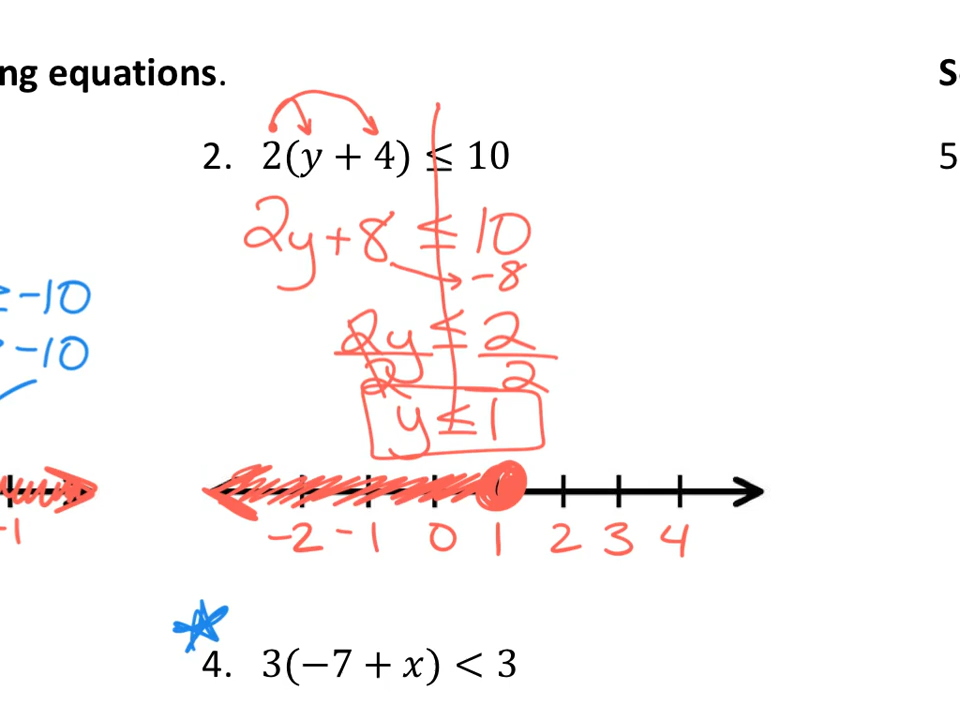 ng equations.
S
2. 2(y + 4) ≤ 10
5
2y+8 ≤ 10
-8
-10
2y ≤ 2
-10
2 2
y ≤ 1
-1
-2 -1 0 1 2 3 4
4. 3(−7 + x) < 3